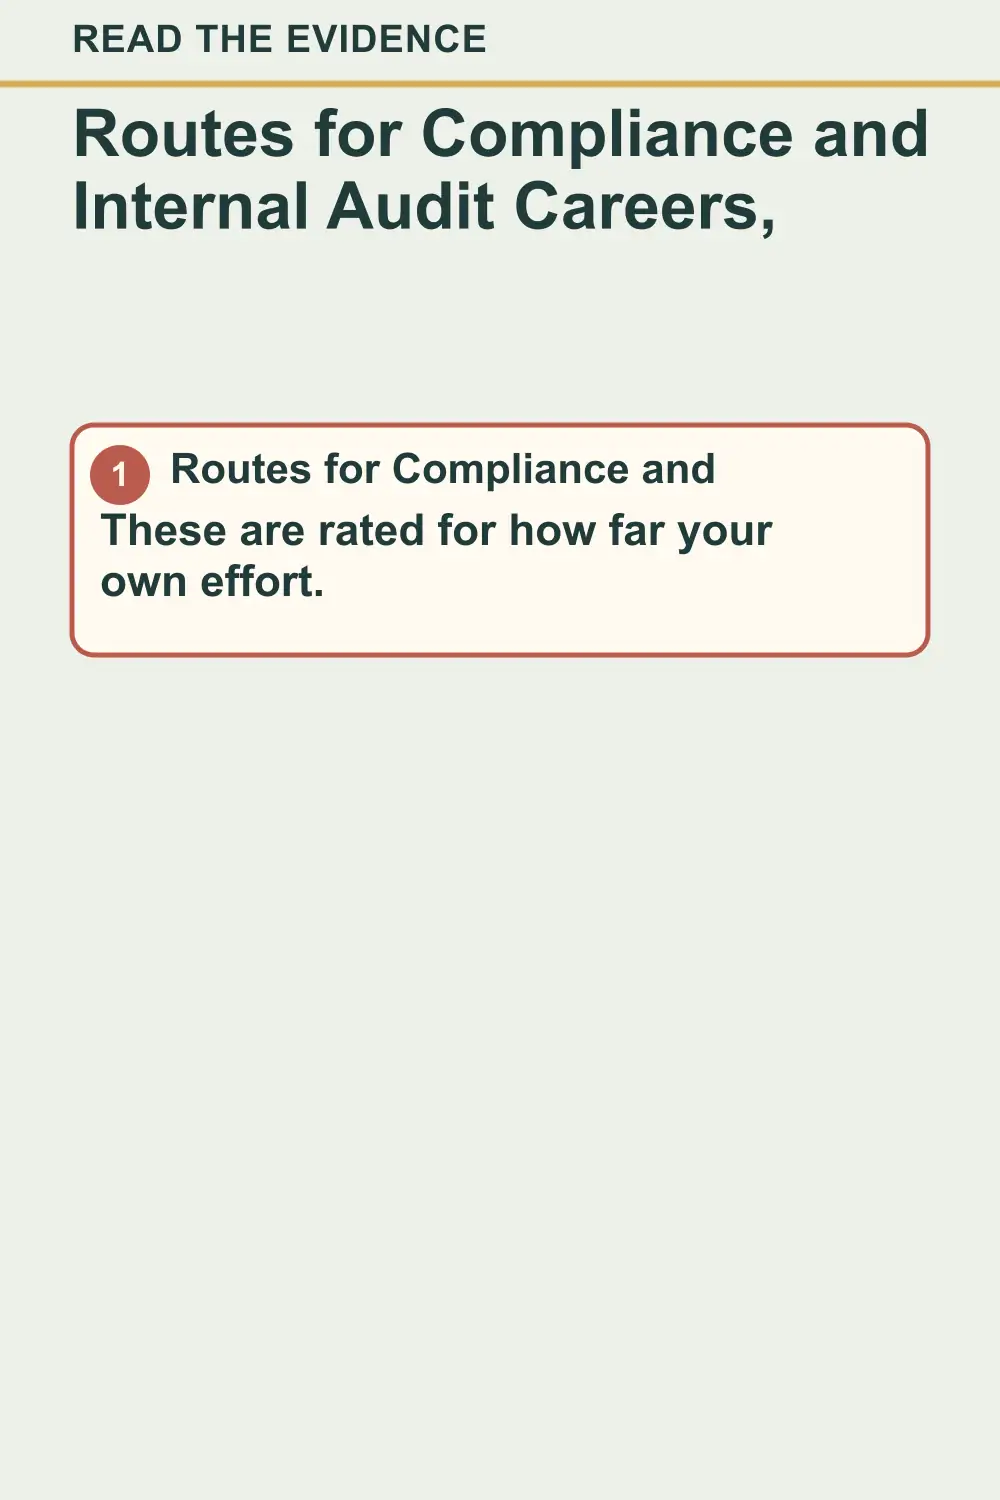 READ THE EVIDENCE
Routes for Compliance and
Internal Audit Careers,
1 Routes for Compliance and
These are rated for how far your
own effort.